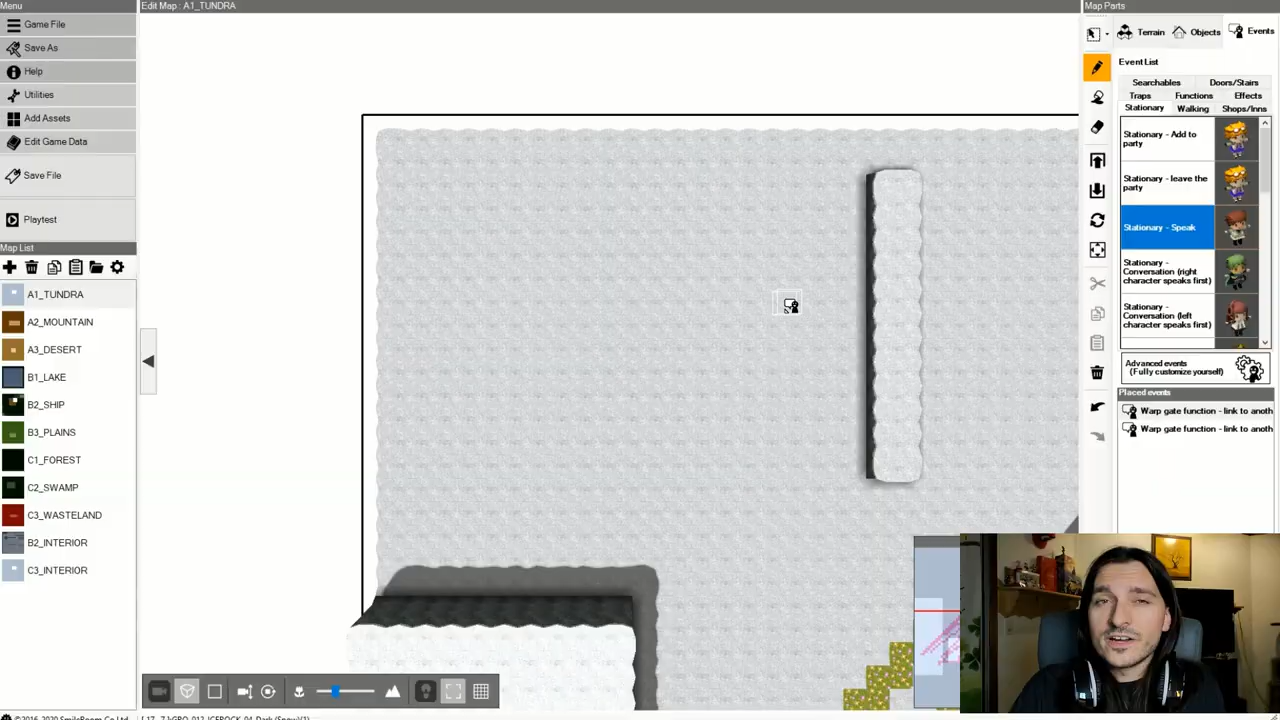 Menu
Game File
Save As
Help
Utilities
Add Assets
Edit Game Data
Save File
Playtest
Map List
A1_TUNDRA
A2_MOUNTAIN
A3_DESERT
B1_LAKE
B2_SHIP
B3_PLAINS
C1_FOREST
C2_SWAMP
C3_WASTELAND
B2_INTERIOR
C3_INTERIOR
Edit Map : A1_TUNDRA
Map Parts
Terrain
Objects
Events
Event List
Searchables
Doors/Stairs
Traps
Functions
Effects
Stationary
Walking
Shops/Inns
Stationary - Add to
party
Stationary - leave the
party
Stationary - Speak
Stationary -
Conversation (right
character speaks first)
Stationary -
Conversation (left
character speaks first)
Advanced events
(Fully customize yourself)
Placed events
Warp gate function - link to anoth
Warp gate function - link to anoth